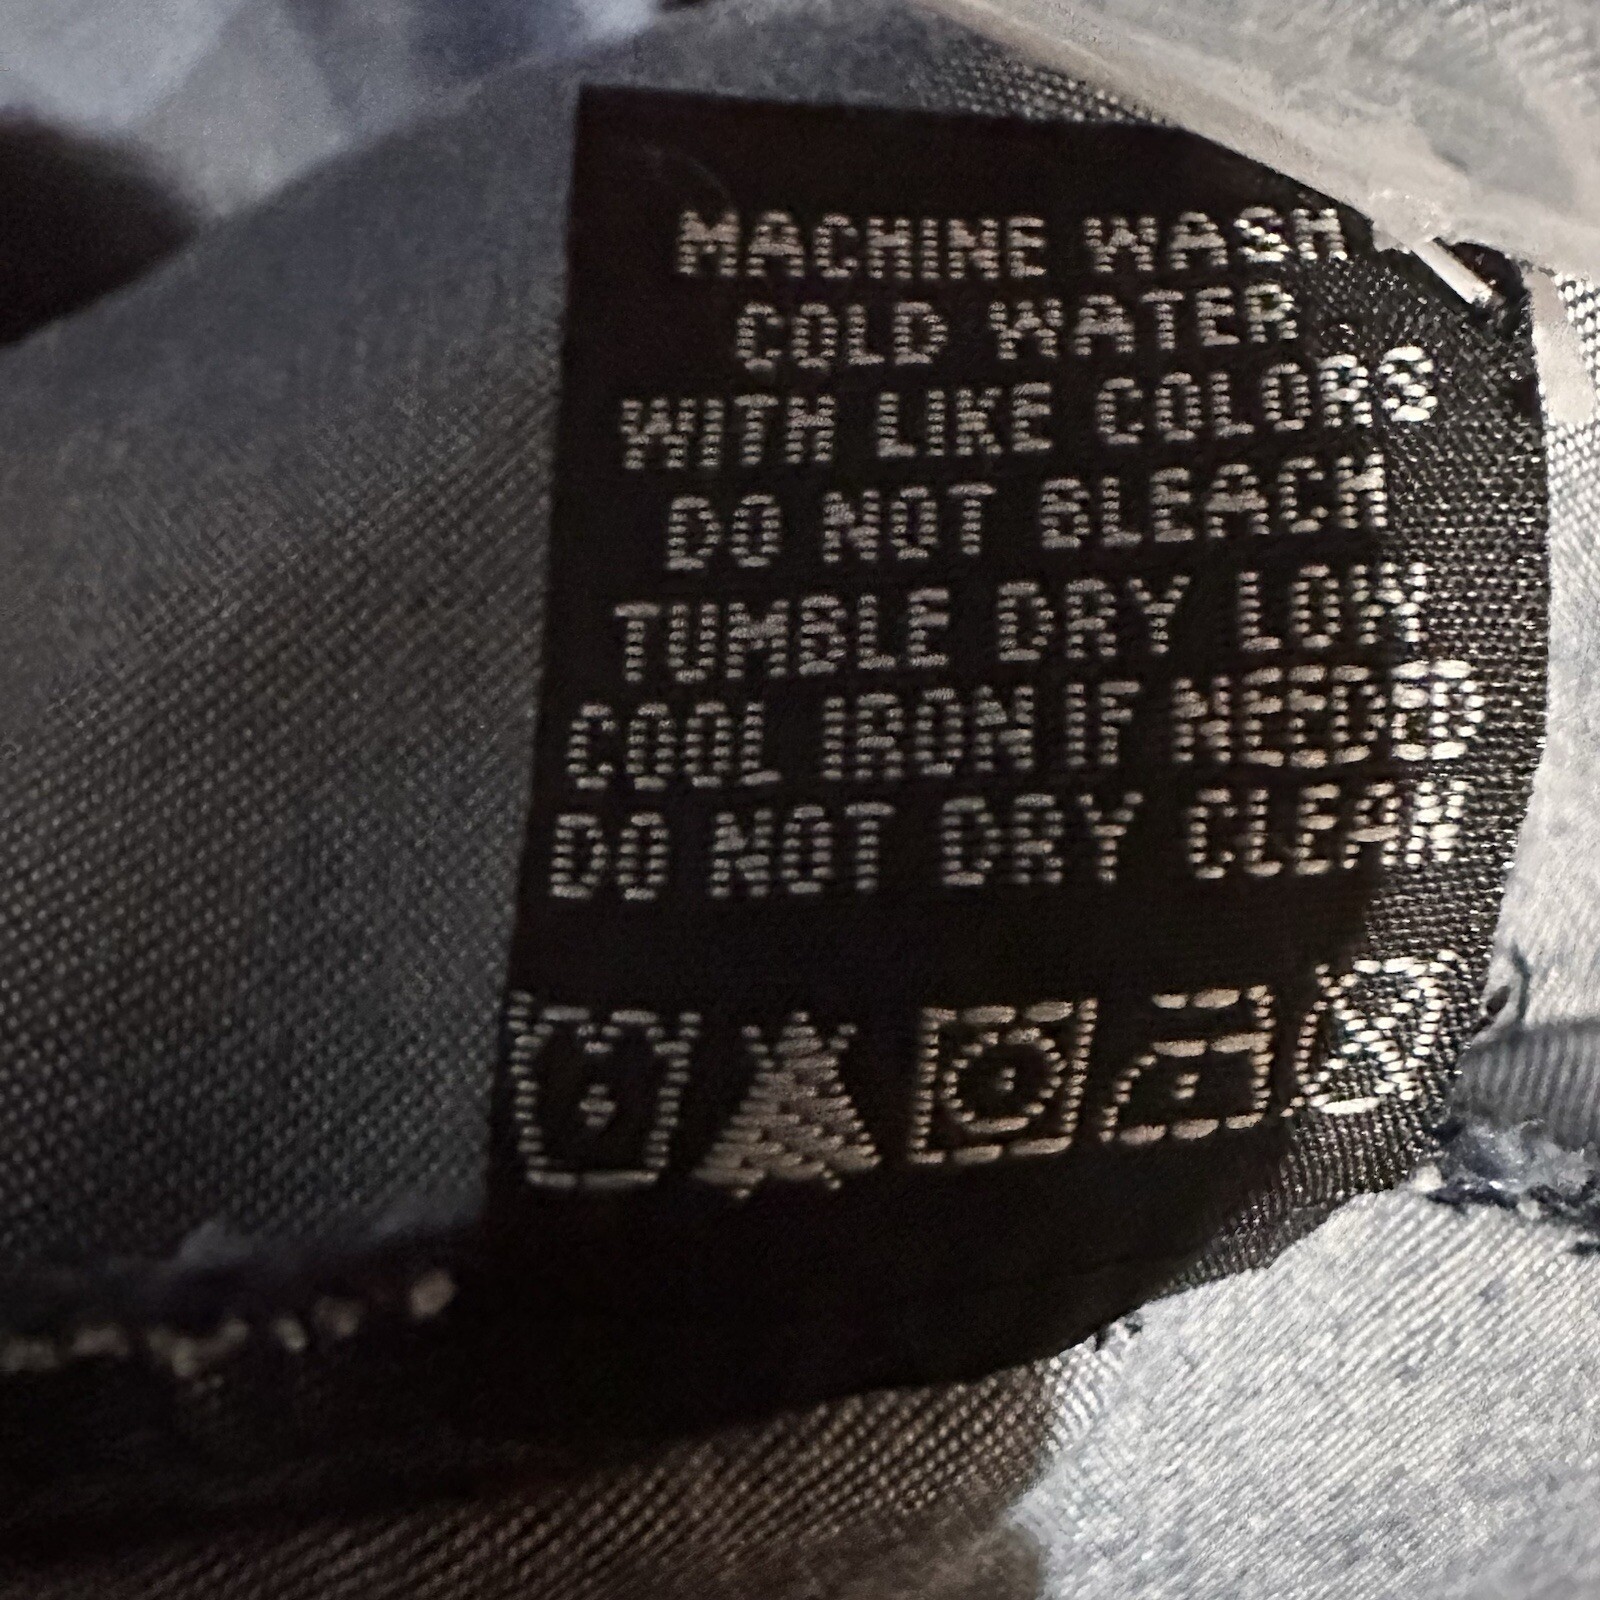 MACHINE WASH
COLD WATER
WITH LIKE COLORS
DO NOT BLEACH
TUMBLE DRY LOW
COOL IRON IF NEEDED
DO NOT DRY CLEAN